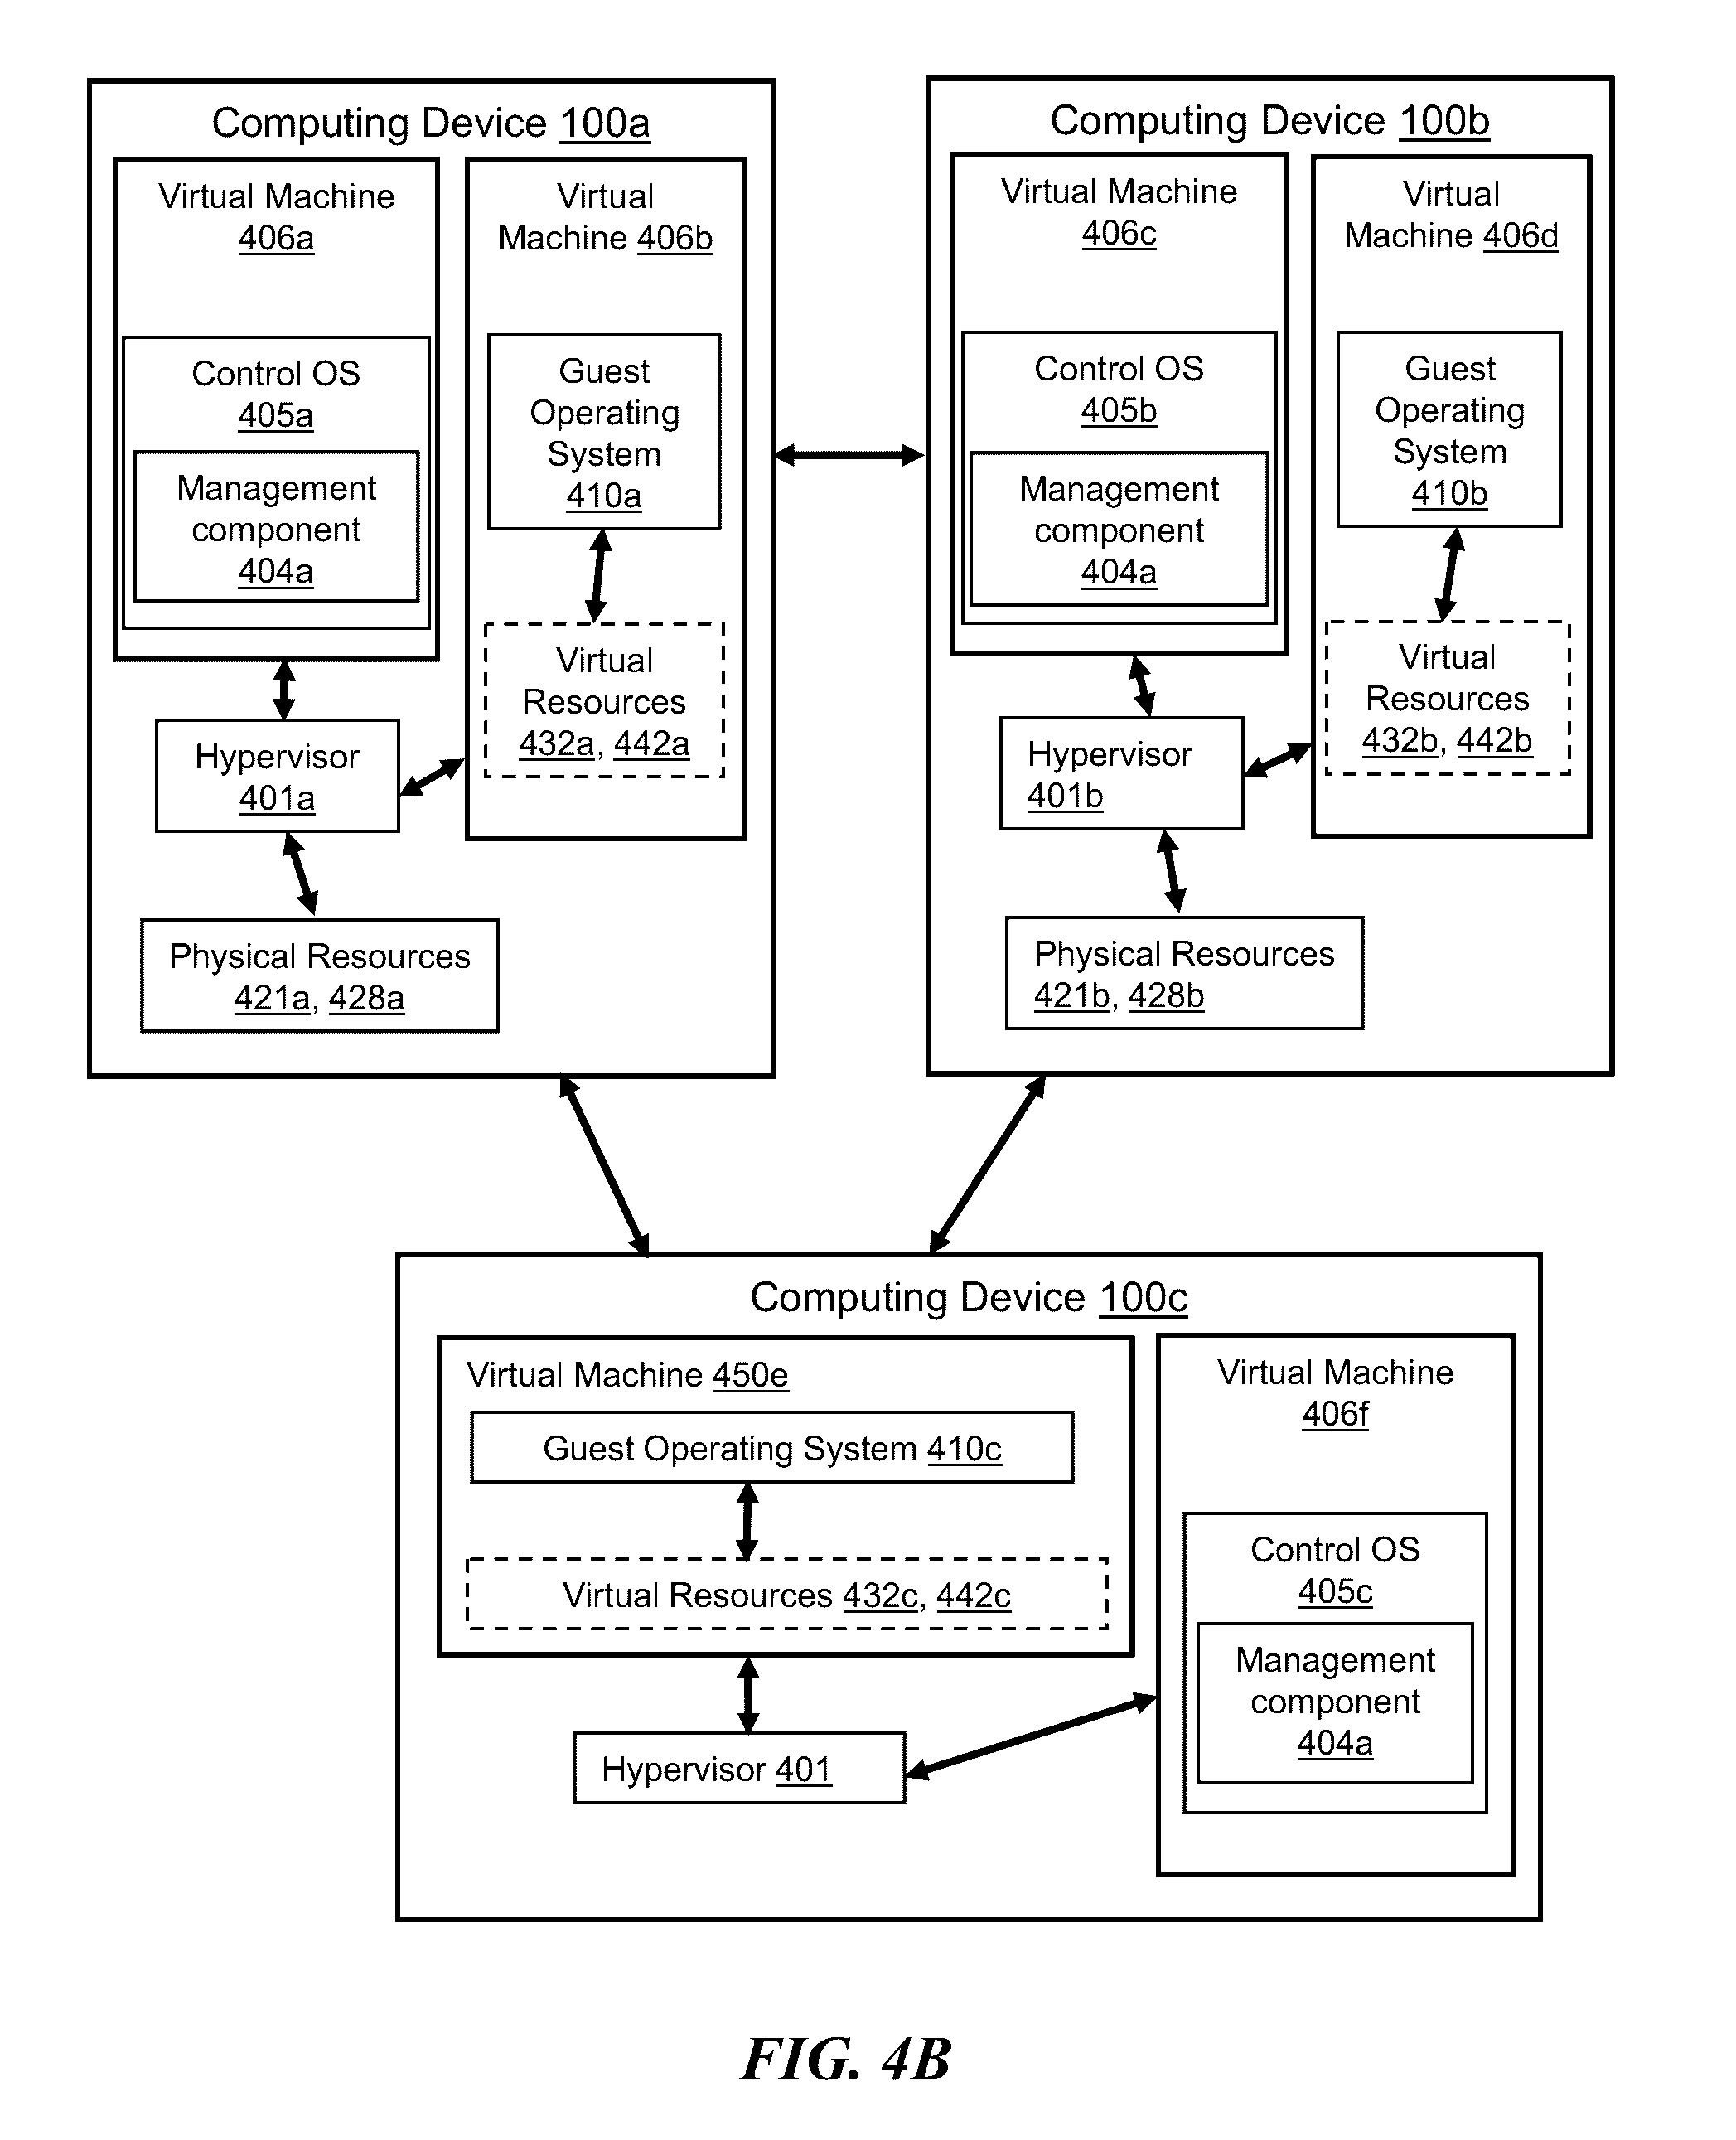 Computing Device 100a
Virtual Machine
406a
Virtual
Machine 406b
Control OS
405a
Management
component
404a
Guest
Operating
System
410a
Virtual
Resources
432a, 442a
Hypervisor
401a
Physical Resources
421a, 428a
Computing Device 100b
Virtual Machine
406c
Virtual
Machine 406d
Control OS
405b
Management
component
404a
Guest
Operating
System
410b
Virtual
Resources
432b, 442b
Hypervisor
401b
Physical Resources
421b, 428b
Computing Device 100c
Virtual Machine 450e
Guest Operating System 410c
Virtual Resources 432c, 442c
Hypervisor 401
Virtual Machine
406f
Control OS
405c
Management
component
404a
FIG. 4B